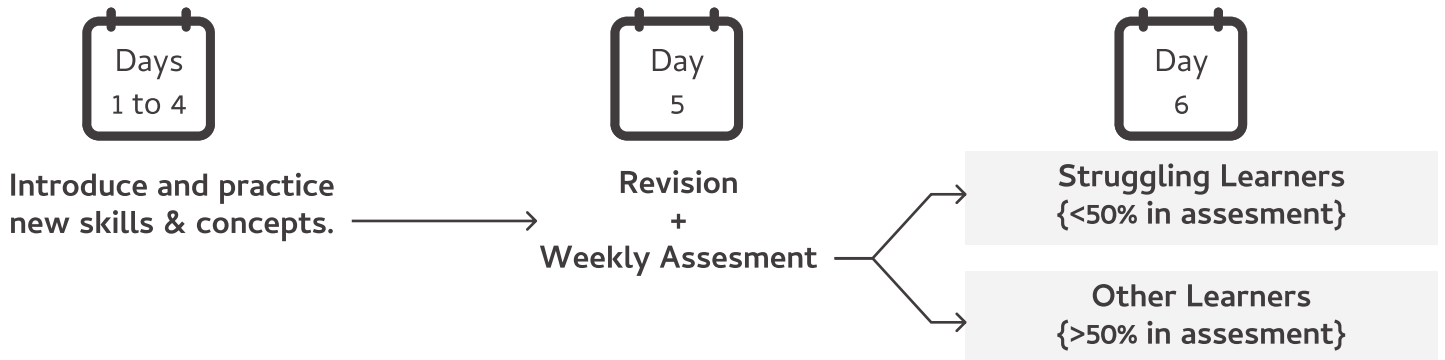 Days
1 to 4
Introduce and practice
new skills & concepts.
Day
5
Revision
+
Weekly Assesment
Day
6
Struggling Learners
{<50% in assesment}
Other Learners
{>50% in assesment}